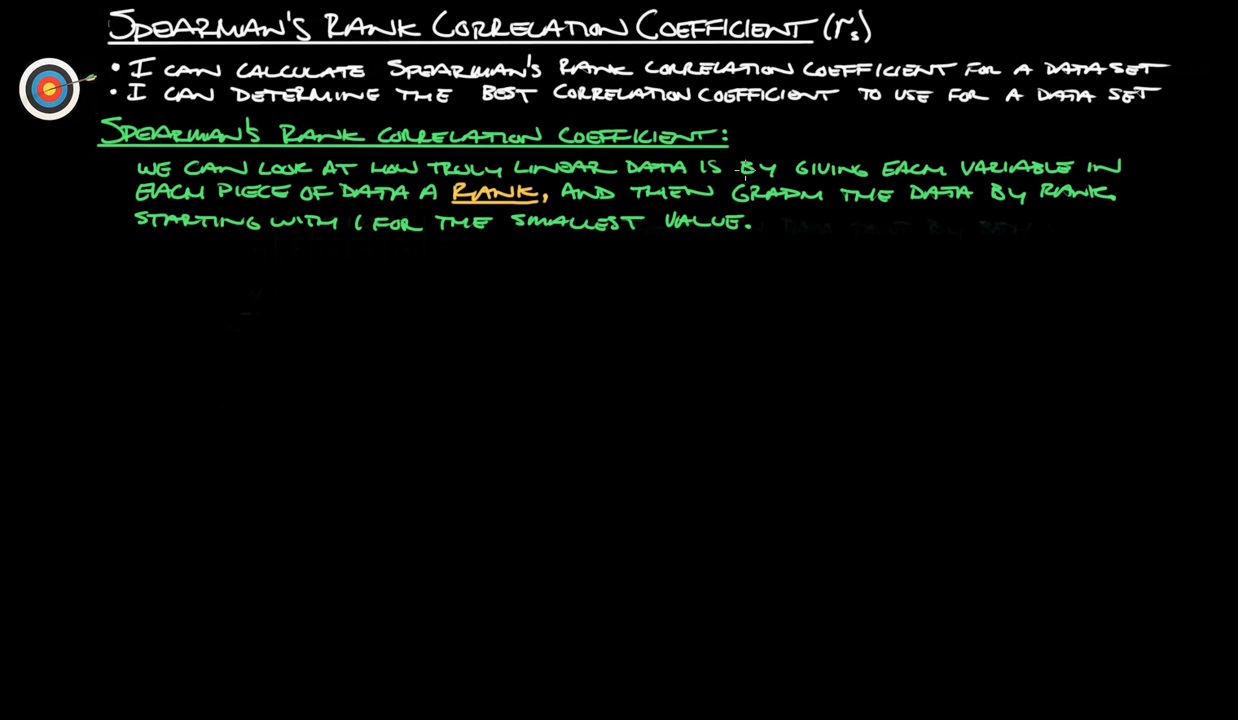 SPEARMAN'S RANK CORRELATION COEFFICIENT (rs)
• I CAN CALCULATE SPEARMAN'S RANK CORRELATION COEFFICIENT FOR A DATA SET
• I CAN DETERMINE THE BEST CORRELATION COEFFICIENT TO USE FOR A DATA SET
SPEARMAN'S RANK CORRELATION COEFFICIENT:
WE CAN LOOK AT HOW TRULY LINEAR DATA IS BY GIVING EACH VARIABLE IN
EACH PIECE OF DATA A RANK, AND THEN GRAPH THE DATA BY RANK,
STARTING WITH 1 FOR THE SMALLEST VALUE.